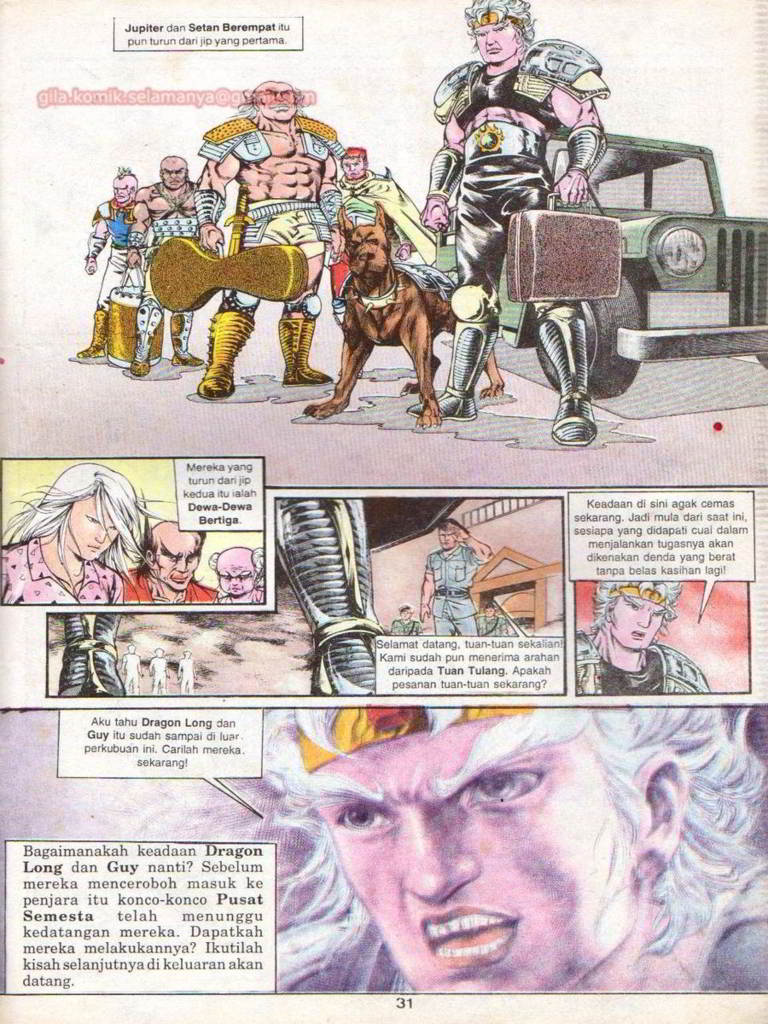 Jupiter dan Setan Berempat itu
pun turun dari jip yang pertama.
gila.komik.selamanya@gmail.com
Mereka yang
turun dari jip
kedua itu ialah
Dewa-Dewa
Bertiga.
Selamat datang, tuan-tuan sekalian!
Kami sudah pun menerima arahan
daripada Tuan Tulang. Apakah
pesanan tuan-tuan sekarang?
Keadaan di sini agak cemas
sekarang. Jadi mula dari saat ini,
sesiapa yang didapati cuai dalam
menjalankan tugasnya akan
dikenakan denda yang berat
tanpa belas kasihan lagi!
Aku tahu Dragon Long dan
Guy itu sudah sampai di luar
perkubuan ini. Carilah mereka
sekarang!
Bagaimanakah keadaan Dragon
Long dan Guy nanti? Sebelum
mereka menceroboh masuk ke
penjara itu konco-konco Pusat
Semesta telah menunggu
kedatangan mereka. Dapatkah
mereka melakukannya? Ikutilah
kisah selanjutnya di keluaran akan
datang.
31